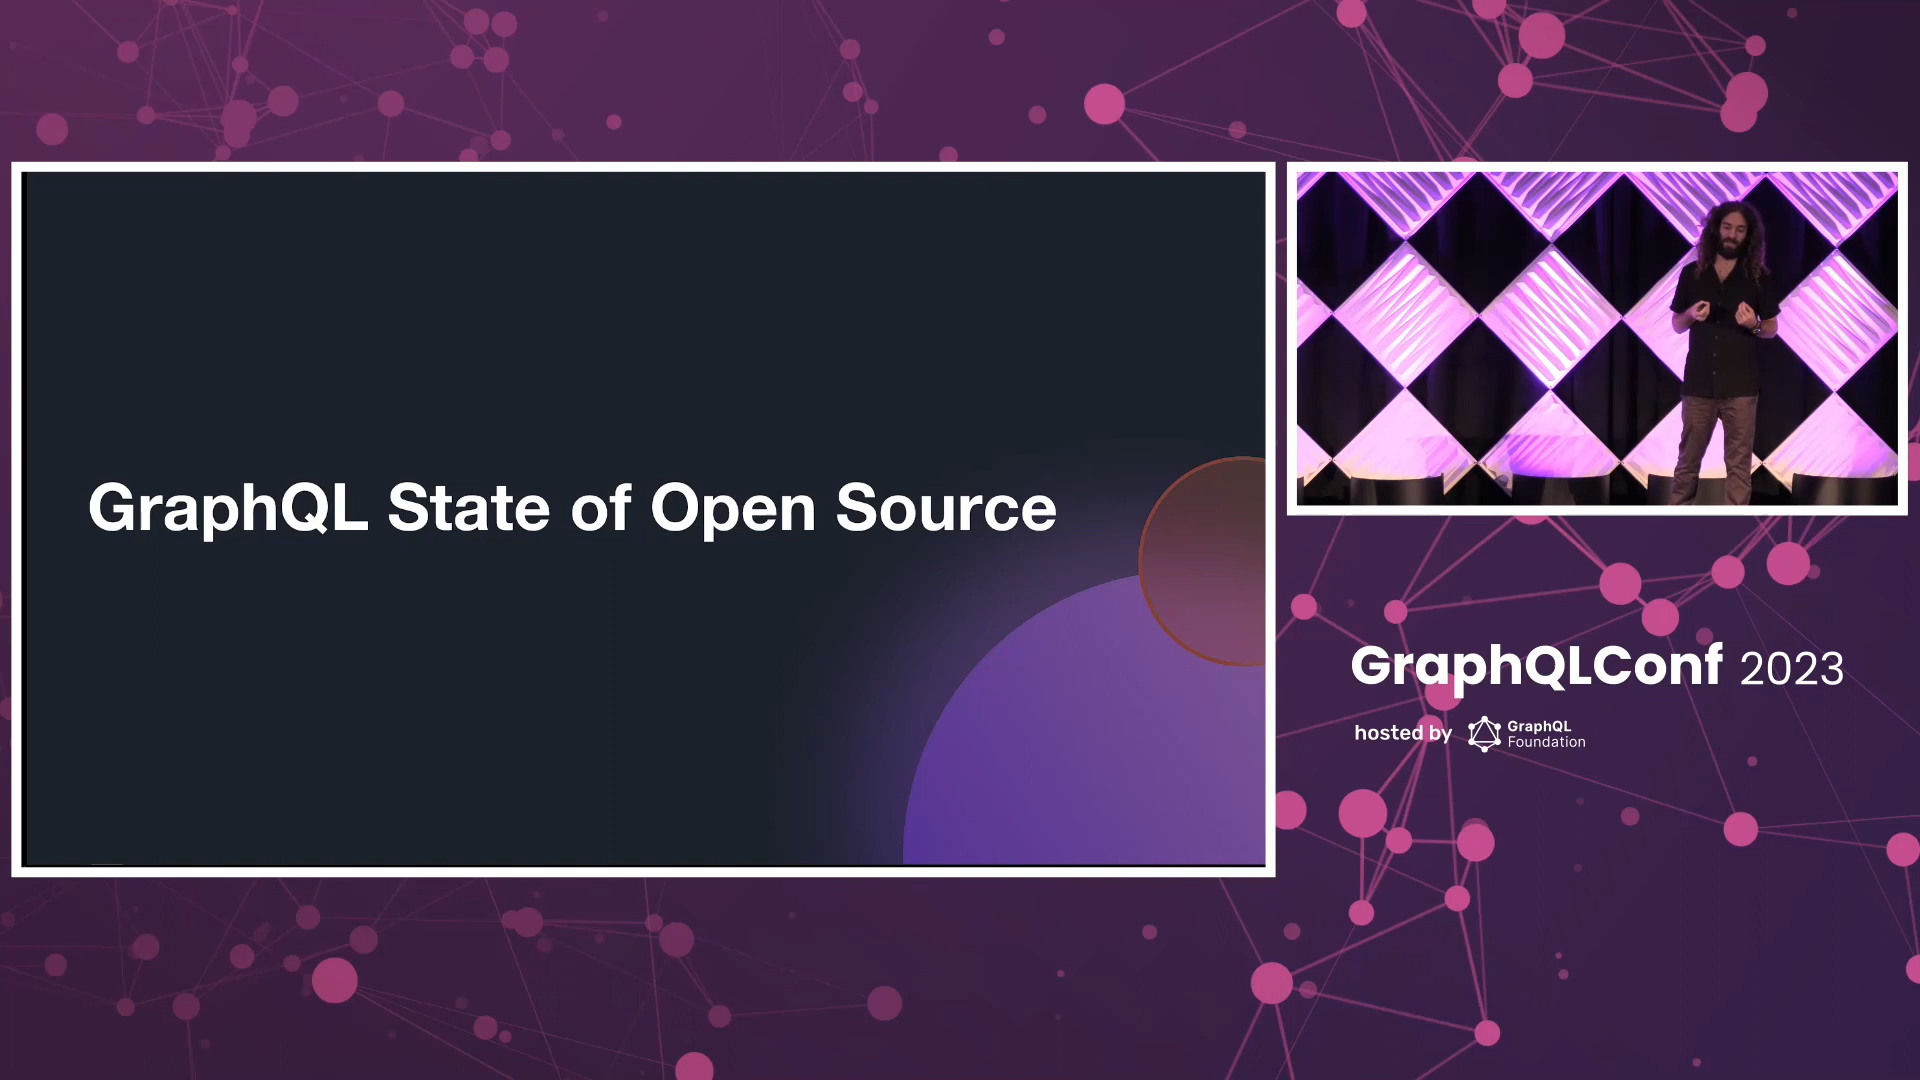 GraphQL State of Open Source
GraphQLConf 2023
hosted by
GraphQL
Foundation